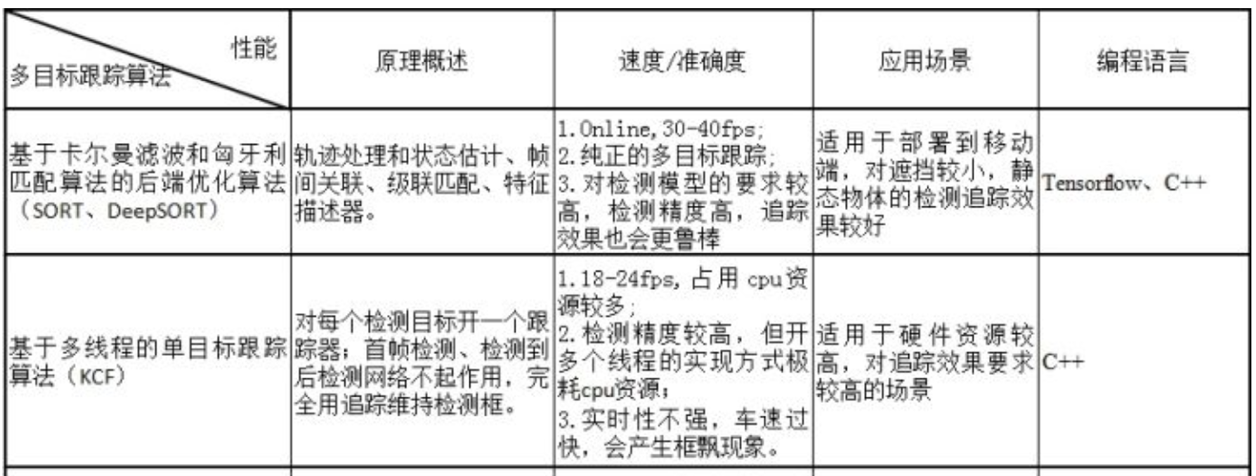 性能
多目标跟踪算法
原理概述
速度/准确度
应用场景
编程语言
基于卡尔曼滤波和匈牙利
匹配算法的后端优化算法
（SORT、DeepSORT）
轨迹处理和状态估计、帧
间关联、级联匹配、特征
描述器。
1.Online,30-40fps;
2.纯正的多目标跟踪;
3.对检测模型的要求较
高，检测精度高，追踪
效果也会更鲁棒
适用于部署到移动
端，对遮挡较小，静
态物体的检测追踪效
果较好
Tensorflow、C++
基于多线程的单目标跟踪
算法（KCF）
对每个检测目标开一个跟
踪器；首帧检测、检测到
后检测网络不起作用，完
全用追踪维持检测框。
1.18-24fps,占用 cpu资
源较多;
2.检测精度较高，但开
多个线程的实现方式极
耗cpu资源；
3.实时性不强，车速过
快，会产生框飘现象。
适用于硬件资源较
高，对追踪效果要求
较高的场景
C++